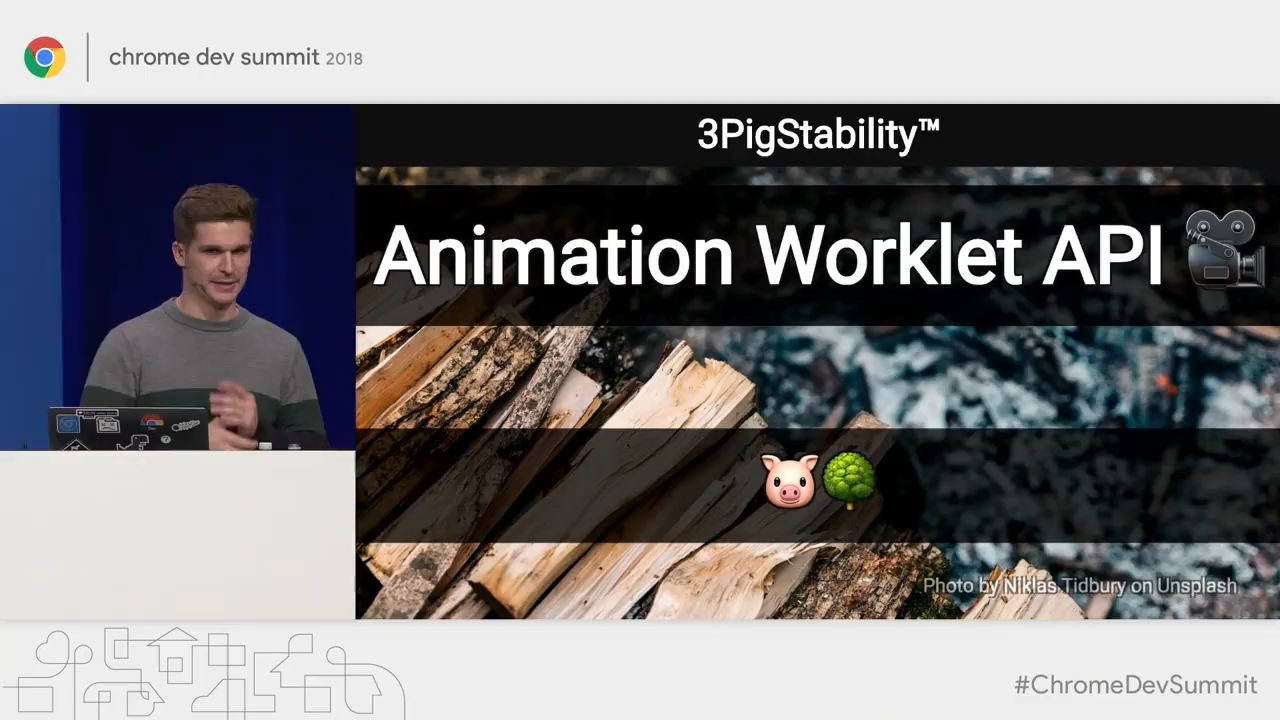 chrome dev summit 2018
3PigStability™
Animation Worklet API
Photo by Niklas Tidbury on Unsplash
#ChromeDevSummit